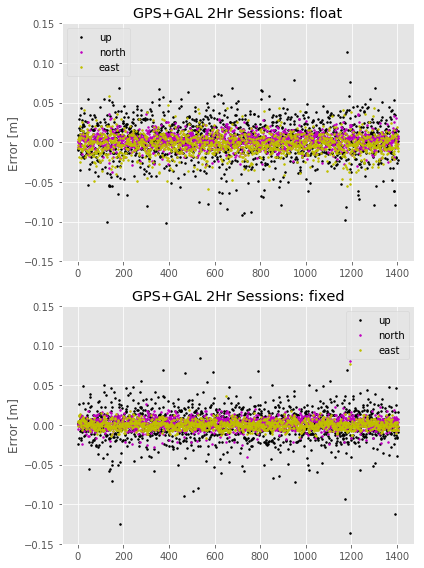 GPS+GAL 2Hr Sessions: float
0.15
0.10
0.05
0.00
−0.05
−0.10
−0.15
Error [m]
up
north
east
0 200 400 600 800 1000 1200 1400
GPS+GAL 2Hr Sessions: fixed
0.15
0.10
0.05
0.00
−0.05
−0.10
−0.15
Error [m]
up
north
east
0 200 400 600 800 1000 1200 1400